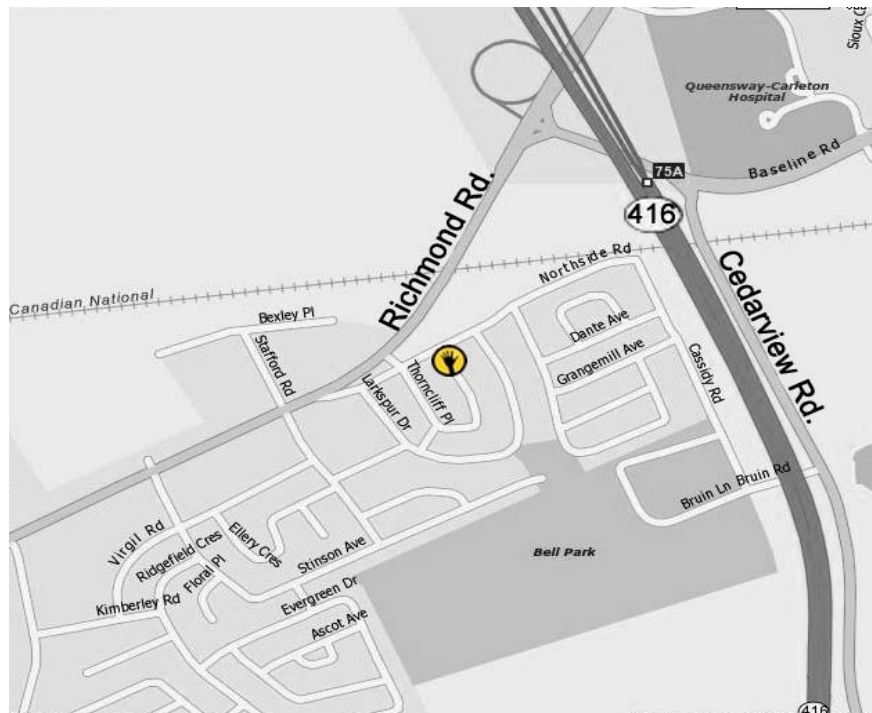 Sioux
Queensway-Carleton
Hospital
75A
Baseline Rd
416
Richmond Rd.
Cedarview Rd.
Northside Rd
Canadian National
Bexley Pl
Dante Ave
Stafford Rd
Grangemill Ave
Cassidy Rd
Thorncliff Pl
Larkspur Dr
Bruin Ln
Bruin Rd
Virgil Rd
Ellery Cres
Ridgefield Cres
Stinson Ave
Bell Park
Floral Pl
Evergreen Dr
Kimberley Rd
Ascot Ave
416